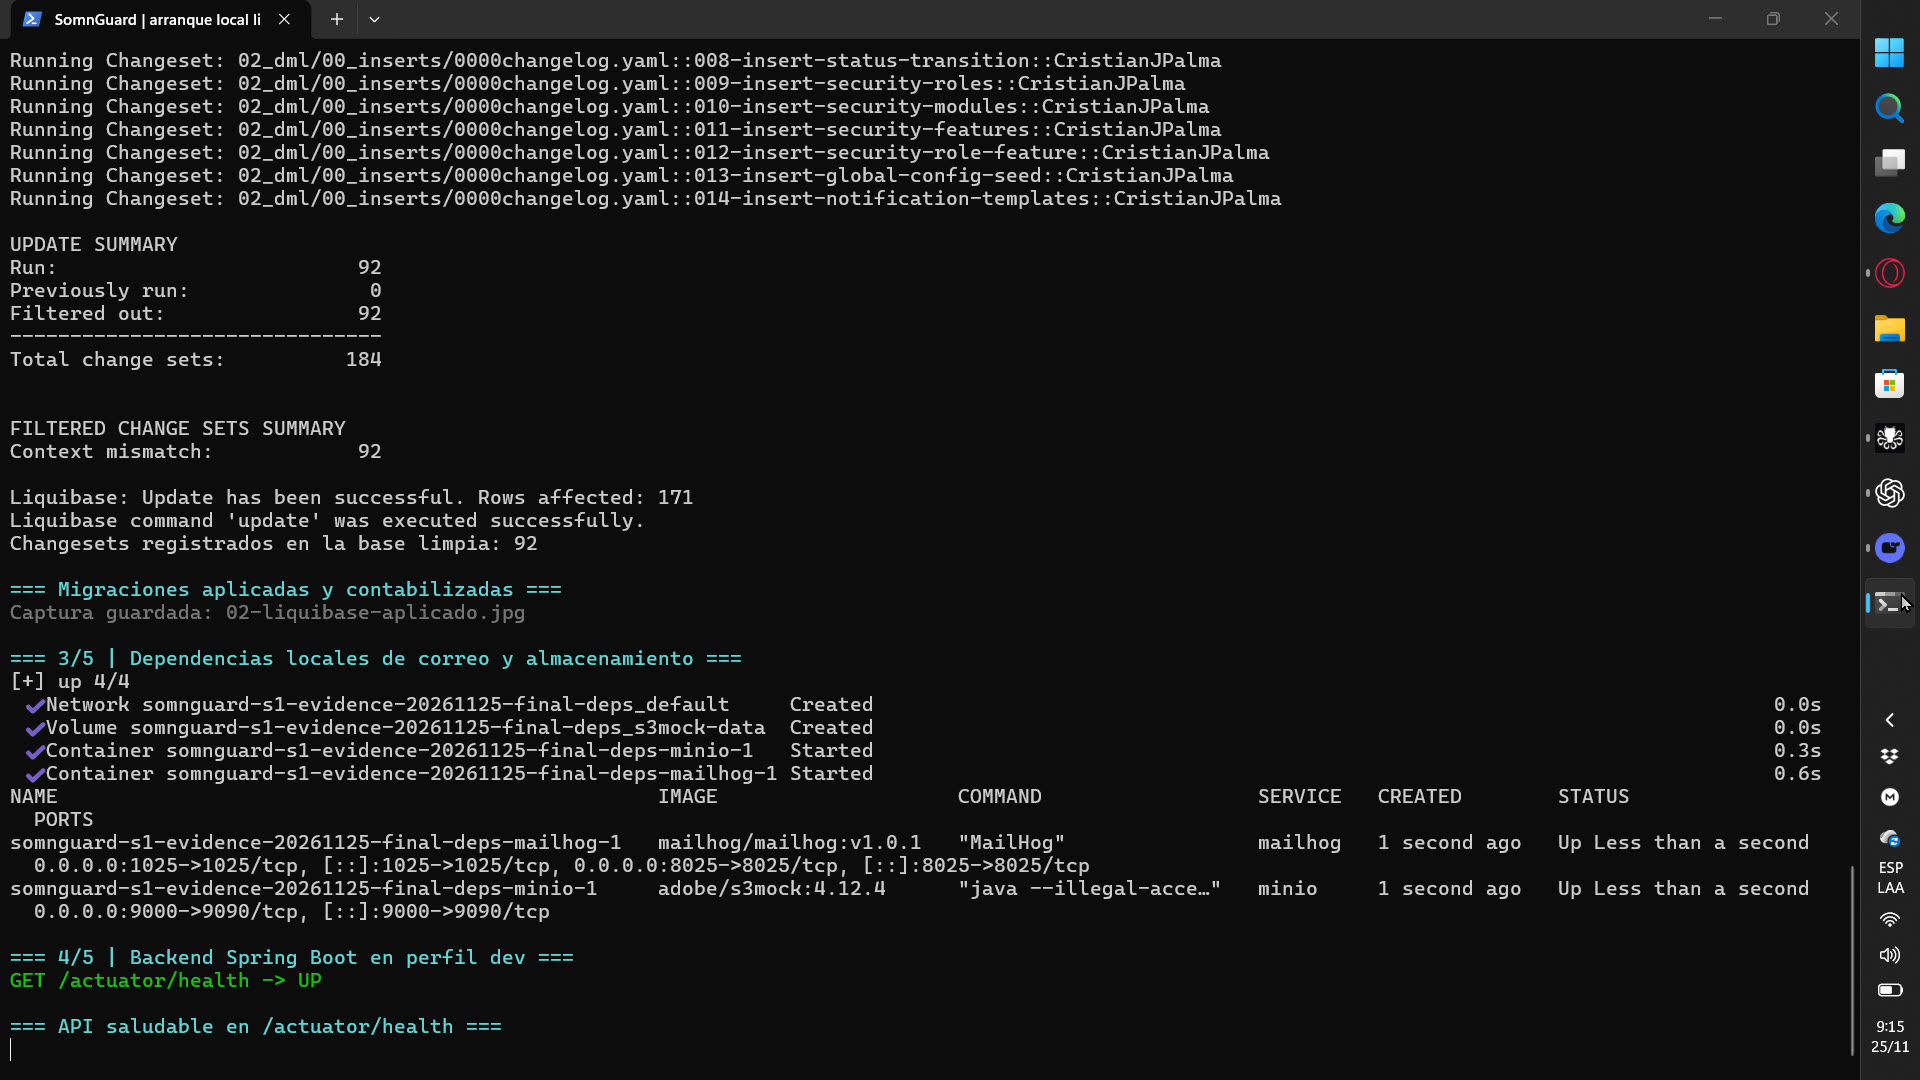 SomnGuard | arranque local li
Running Changeset: 02_dml/00_inserts/0000changelog.yaml::008-insert-status-transition::CristianJPalma
Running Changeset: 02_dml/00_inserts/0000changelog.yaml::009-insert-security-roles::CristianJPalma
Running Changeset: 02_dml/00_inserts/0000changelog.yaml::010-insert-security-modules::CristianJPalma
Running Changeset: 02_dml/00_inserts/0000changelog.yaml::011-insert-security-features::CristianJPalma
Running Changeset: 02_dml/00_inserts/0000changelog.yaml::012-insert-security-role-feature::CristianJPalma
Running Changeset: 02_dml/00_inserts/0000changelog.yaml::013-insert-global-config-seed::CristianJPalma
Running Changeset: 02_dml/00_inserts/0000changelog.yaml::014-insert-notification-templates::CristianJPalma
UPDATE SUMMARY
Run: 92
Previously run: 0
Filtered out: 92
-------------------------------
Total change sets: 184
FILTERED CHANGE SETS SUMMARY
Context mismatch: 92
Liquibase: Update has been successful. Rows affected: 171
Liquibase command 'update' was executed successfully.
Changesets registrados en la base limpia: 92
=== Migraciones aplicadas y contabilizadas ===
Captura guardada: 02-liquibase-aplicado.jpg
=== 3/5 | Dependencias locales de correo y almacenamiento ===
[+] up 4/4
✔Network somnguard-s1-evidence-20261125-final-deps_default Created 0.0s
✔Volume somnguard-s1-evidence-20261125-final-deps_s3mock-data Created 0.0s
✔Container somnguard-s1-evidence-20261125-final-deps-minio-1 Started 0.3s
✔Container somnguard-s1-evidence-20261125-final-deps-mailhog-1 Started 0.6s
NAME IMAGE COMMAND SERVICE CREATED STATUS
PORTS
somnguard-s1-evidence-20261125-final-deps-mailhog-1 mailhog/mailhog:v1.0.1 "MailHog" mailhog 1 second ago Up Less than a second
0.0.0.0:1025->1025/tcp, [::]:1025->1025/tcp, 0.0.0.0:8025->8025/tcp, [::]:8025->8025/tcp
somnguard-s1-evidence-20261125-final-deps-minio-1 adobe/s3mock:4.12.4 "java --illegal-acce…" minio 1 second ago Up Less than a second
0.0.0.0:9000->9090/tcp, [::]:9000->9090/tcp
=== 4/5 | Backend Spring Boot en perfil dev ===
GET /actuator/health -> UP
=== API saludable en /actuator/health ===
ESP
LAA
9:15
25/11